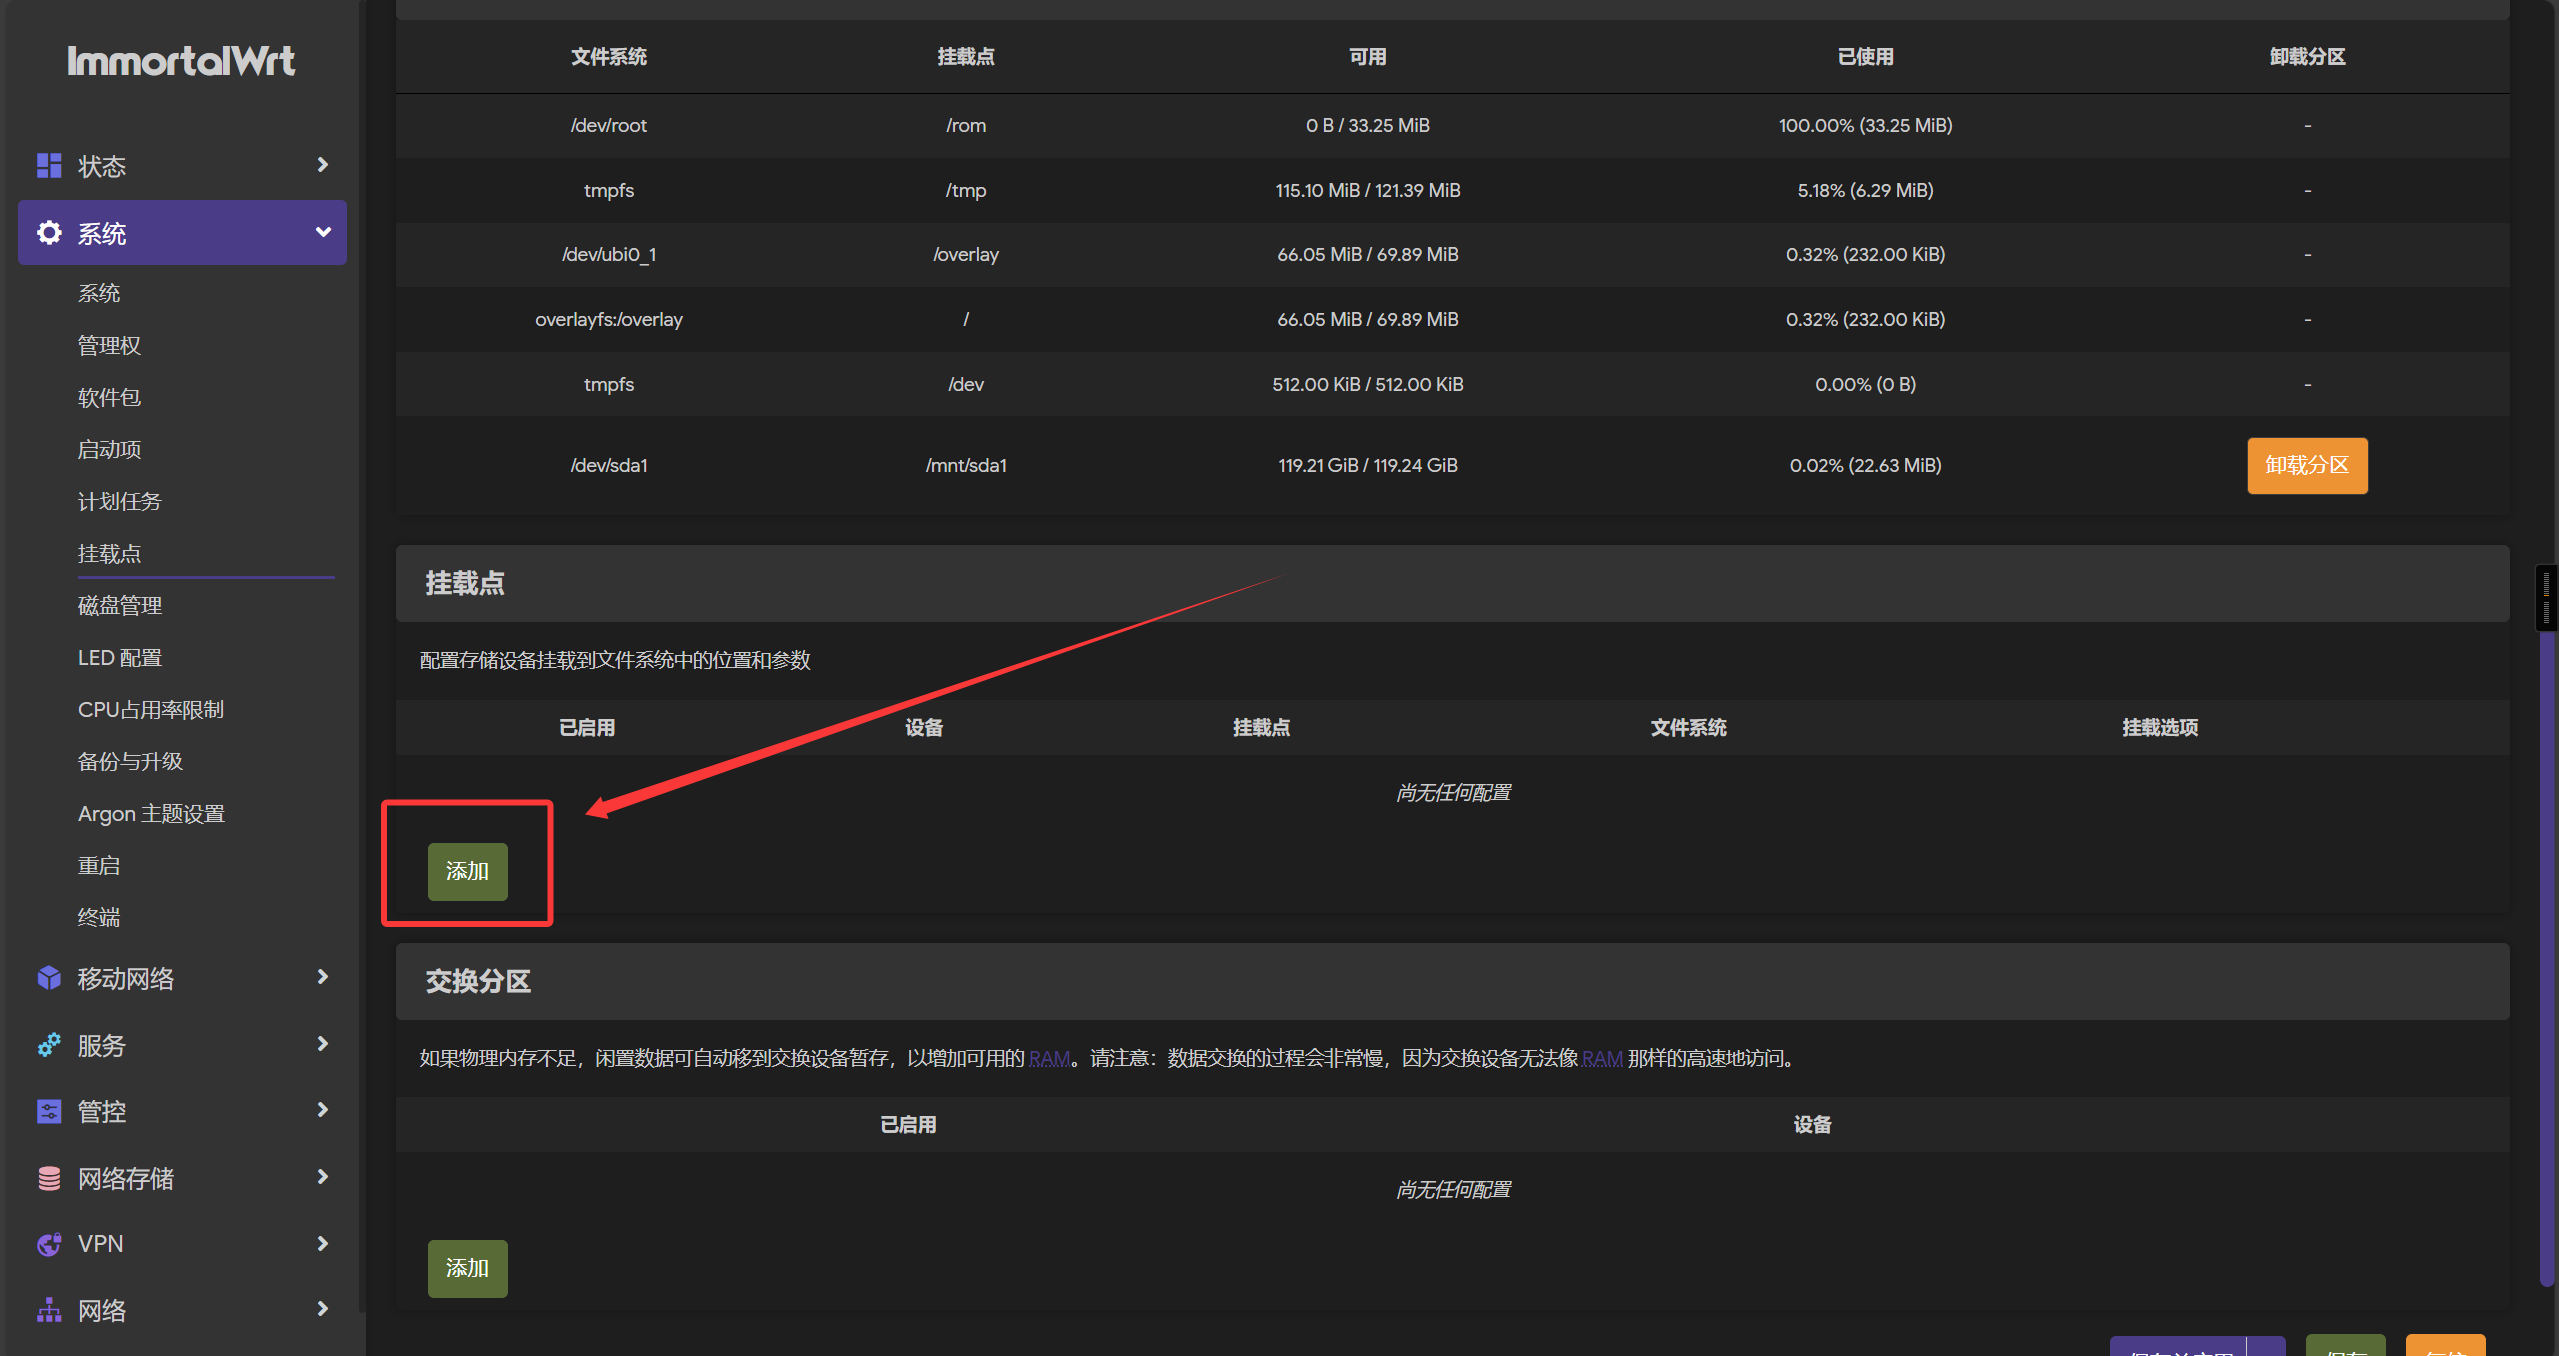 ImmortalWrt
状态
系统
系统
管理权
软件包
启动项
计划任务
挂载点
磁盘管理
LED 配置
CPU占用率限制
备份与升级
Argon 主题设置
重启
终端
移动网络
服务
管控
网络存储
VPN
网络
文件系统 挂载点 可用 已使用 卸载分区
/dev/root /rom 0 B / 33.25 MiB 100.00% (33.25 MiB) -
tmpfs /tmp 115.10 MiB / 121.39 MiB 5.18% (6.29 MiB) -
/dev/ubi0_1 /overlay 66.05 MiB / 69.89 MiB 0.32% (232.00 KiB) -
overlayfs:/overlay / 66.05 MiB / 69.89 MiB 0.32% (232.00 KiB) -
tmpfs /dev 512.00 KiB / 512.00 KiB 0.00% (0 B) -
/dev/sda1 /mnt/sda1 119.21 GiB / 119.24 GiB 0.02% (22.63 MiB) 卸载分区
挂载点
配置存储设备挂载到文件系统中的位置和参数
已启用 设备 挂载点 文件系统 挂载选项
尚无任何配置
添加
交换分区
如果物理内存不足，闲置数据可自动移到交换设备暂存，以增加可用的 RAM。请注意：数据交换的过程会非常慢，因为交换设备无法像 RAM 那样的高速地访问。
已启用 设备
尚无任何配置
添加